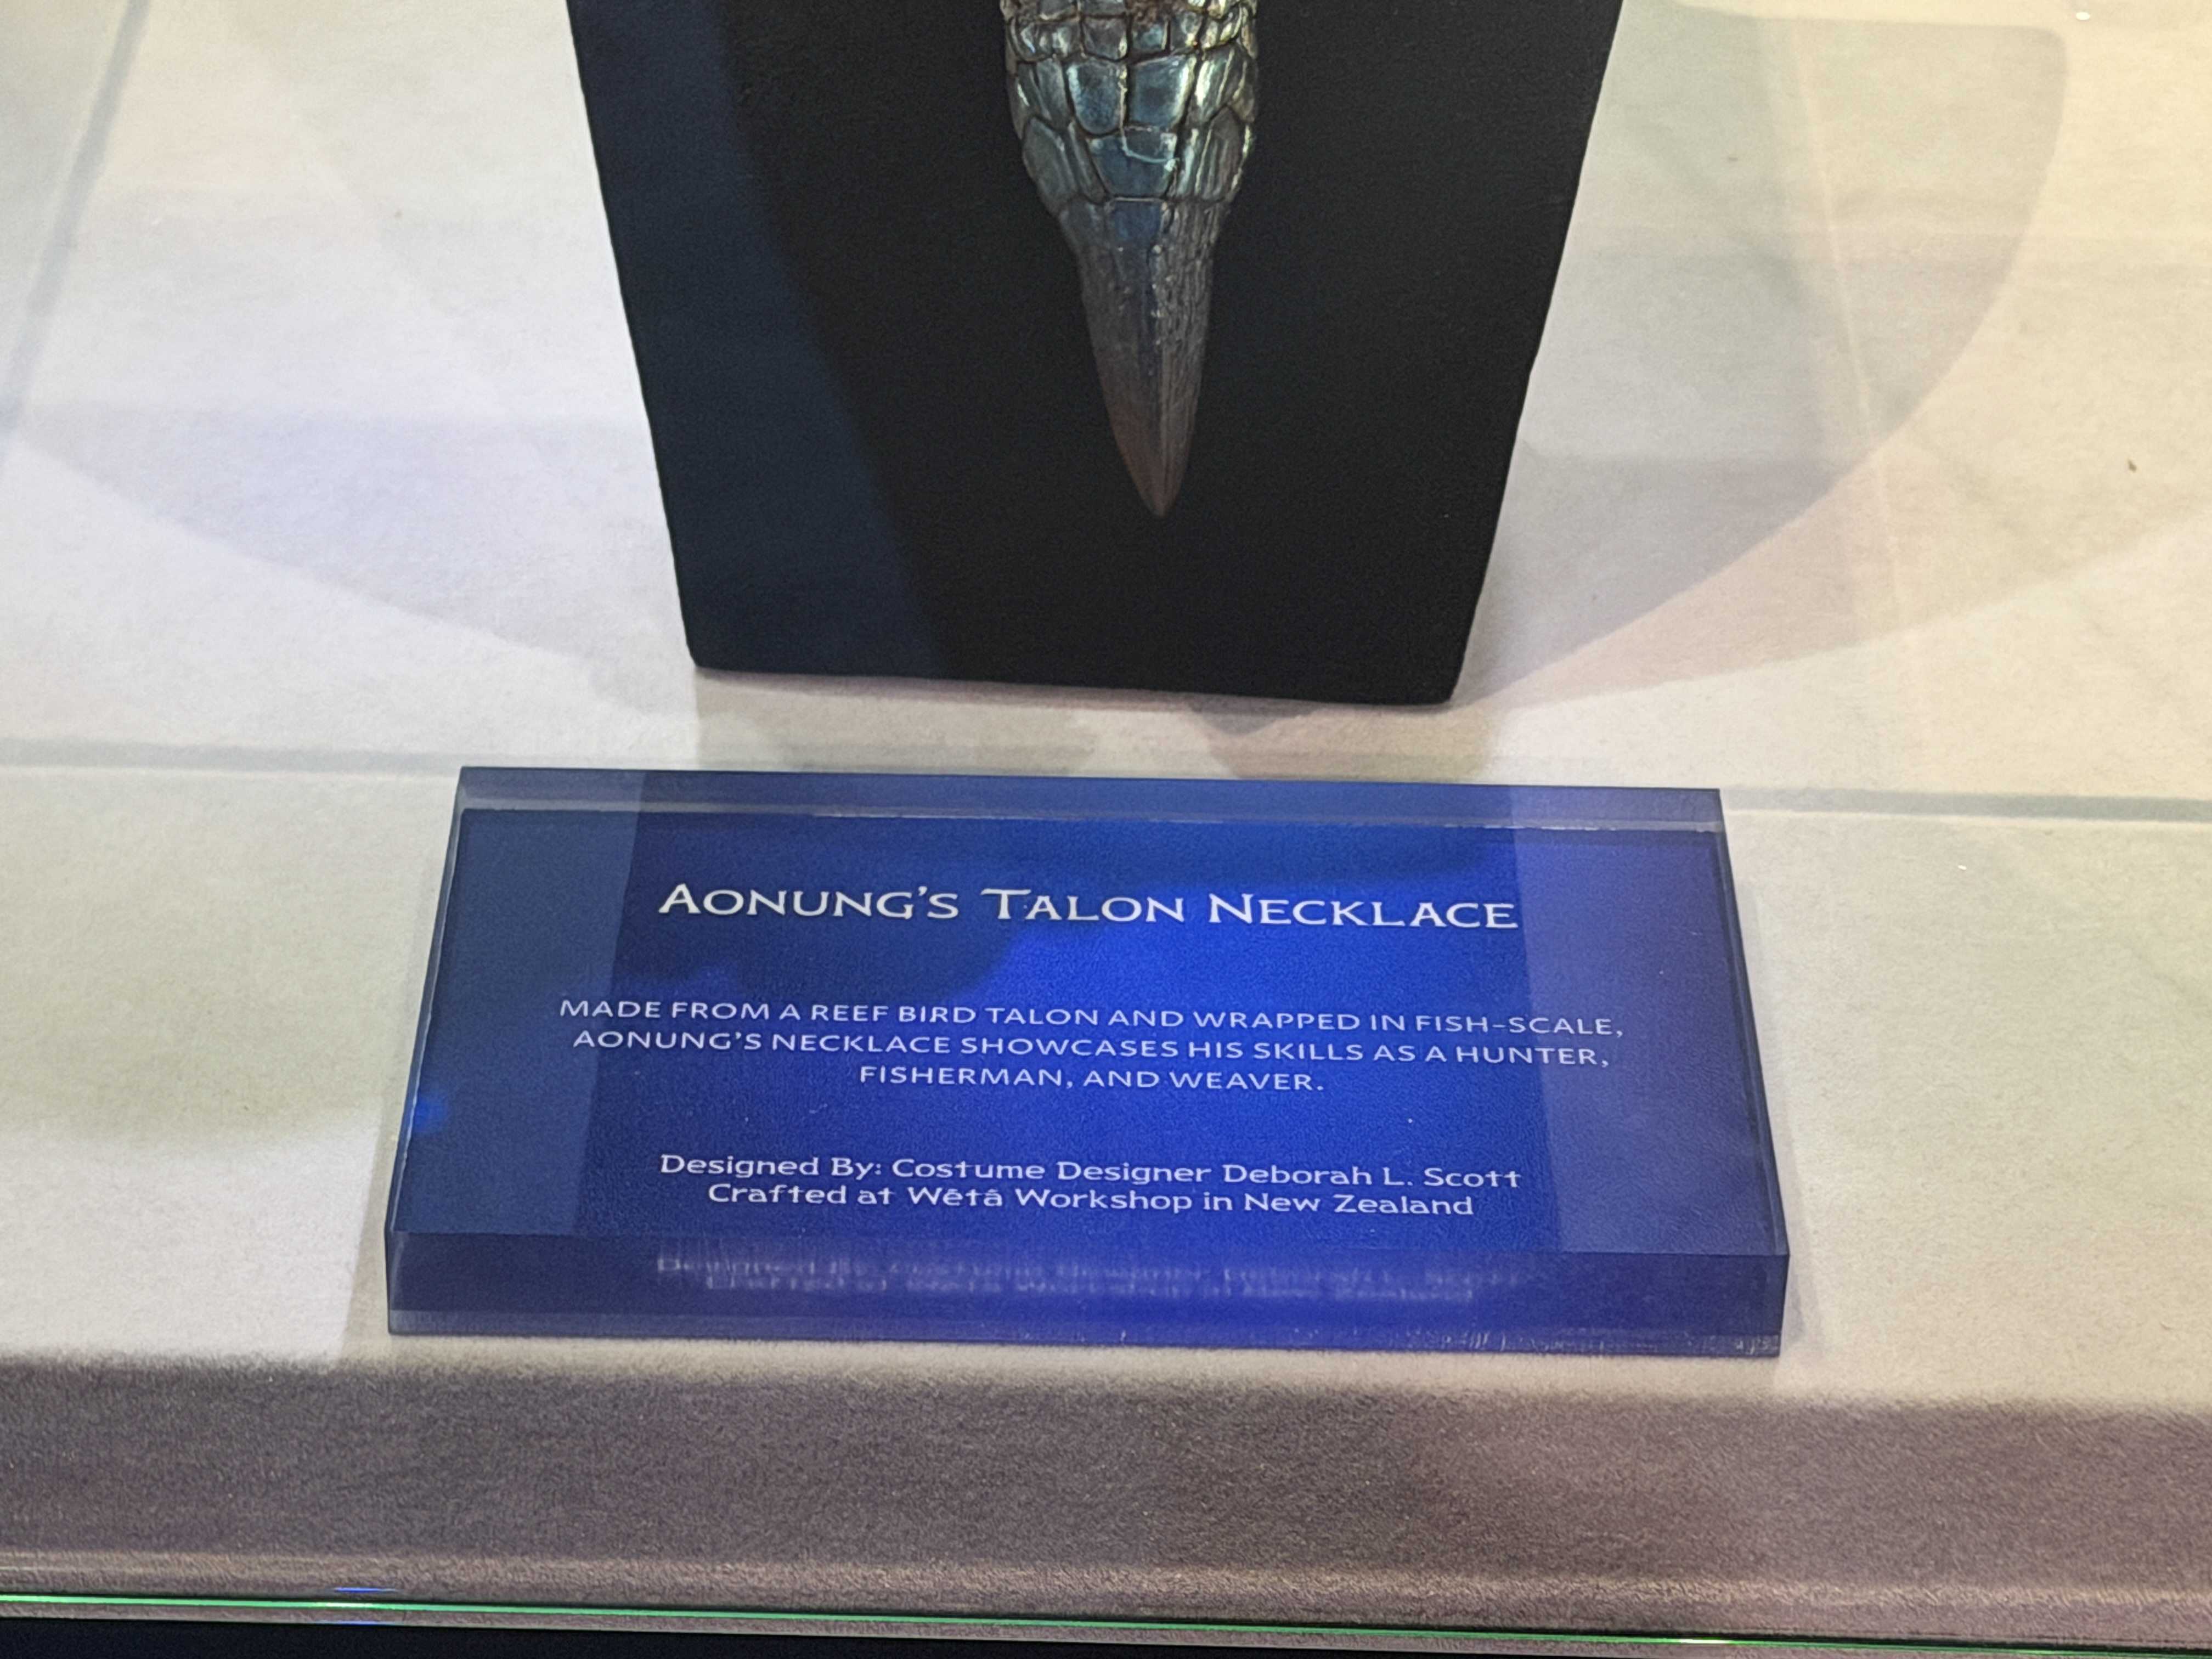 AONUNG'S TALON NECKLACE
MADE FROM A REEF BIRD TALON AND WRAPPED IN FISH-SCALE,
AONUNG'S NECKLACE SHOWCASES HIS SKILLS AS A HUNTER,
FISHERMAN, AND WEAVER.
Designed By: Costume Designer Deborah L. Scott
Crafted at Wētā Workshop in New Zealand